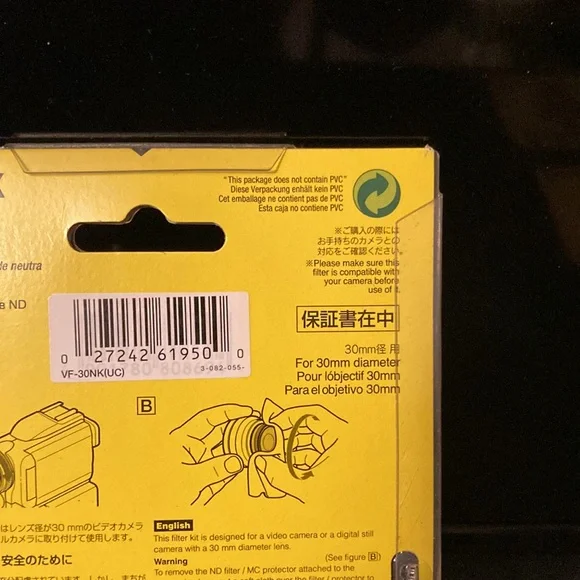 "This package does not contain PVC"
Diese Verpackung enhält kein PVC
Cet emballage ne contient pas de PVC
Esta caja no contiene PVC
※ご購入の際には
お手持ちのカメラとの
対応をご確認ください。
※Please make sure this
filter is compatible with
your camera before
use of it.
de neutra
B ND
0 27242 61950 0
VF-30NK(UC) 3-082-055-
保証書在中
30mm径 用
For 30mm diameter
Pour lóbjectif 30mm
Para el objetivo 30mm
B
はレンズ径が30 mmのビデオカメラ
ルカメラに取り付けて使用します。
安全のために
English
This filter kit is designed for a video camera or a digital still
camera with a 30 mm diameter lens.
(See figure B)
Warning
To remove the ND filter / MC protector attached to the